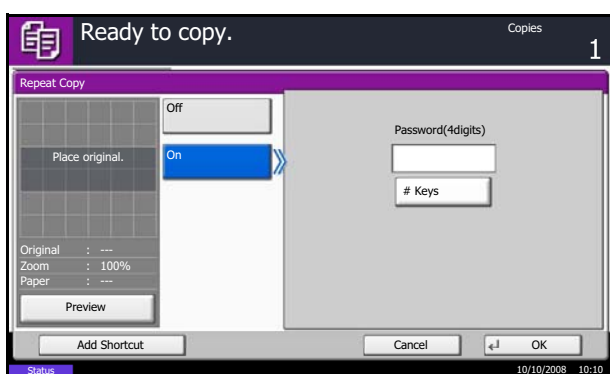 Ready to copy.
Copies
1
Repeat Copy
Place original.
Original : ---
Zoom : 100%
Paper : ---
Preview
Off
On
Password(4digits)
# Keys
Add Shortcut
Cancel
OK
Status
10/10/2008 10:10